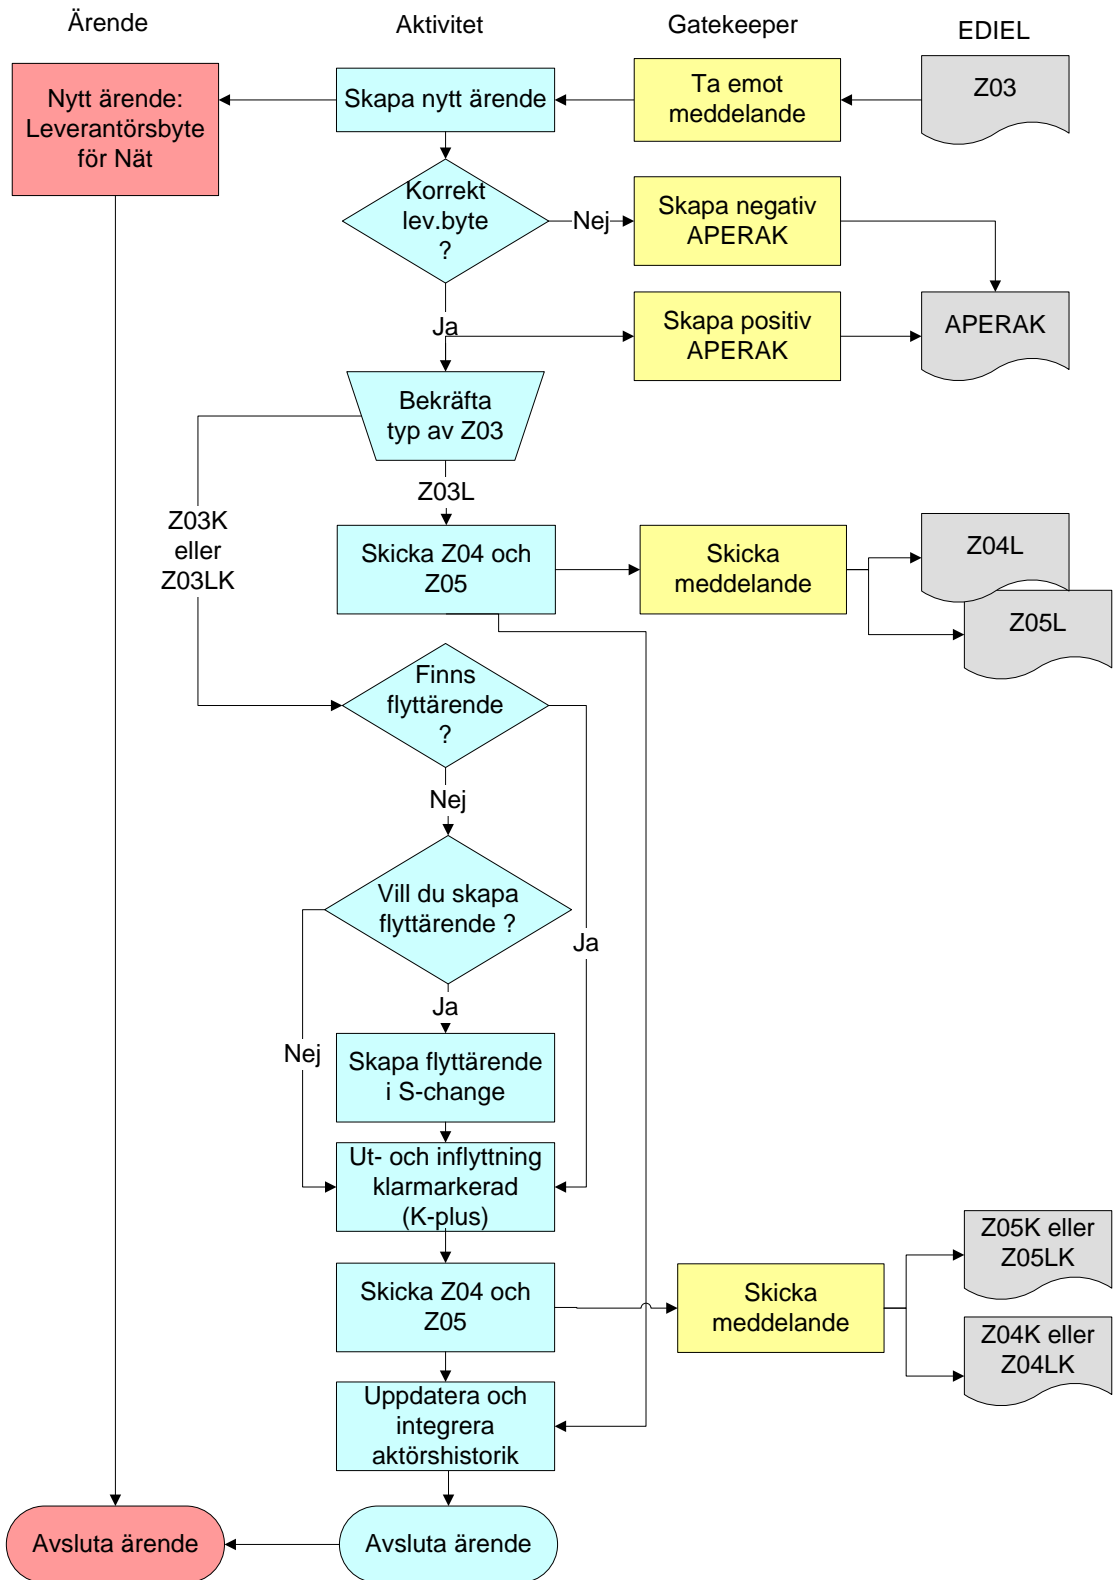 Ärende
Aktivitet
Gatekeeper
EDIEL
Nytt ärende:
Leverantörsbyte
för Nät
Skapa nytt ärende
Ta emot
meddelande
Z03
Korrekt
lev.byte
?
Nej
Skapa negativ
APERAK
Ja
Skapa positiv
APERAK
APERAK
Bekräfta
typ av Z03
Z03L
Z03K
eller
Z03LK
Skicka Z04 och
Z05
Skicka
meddelande
Z04L
Z05L
Finns
flyttärende
?
Nej
Vill du skapa
flyttärende ?
Ja
Ja
Nej
Skapa flyttärende
i S-change
Ut- och inflyttning
klarmarkerad
(K-plus)
Skicka Z04 och
Z05
Skicka
meddelande
Z05K eller
Z05LK
Z04K eller
Z04LK
Uppdatera och
integrera
aktörshistorik
Avsluta ärende
Avsluta ärende